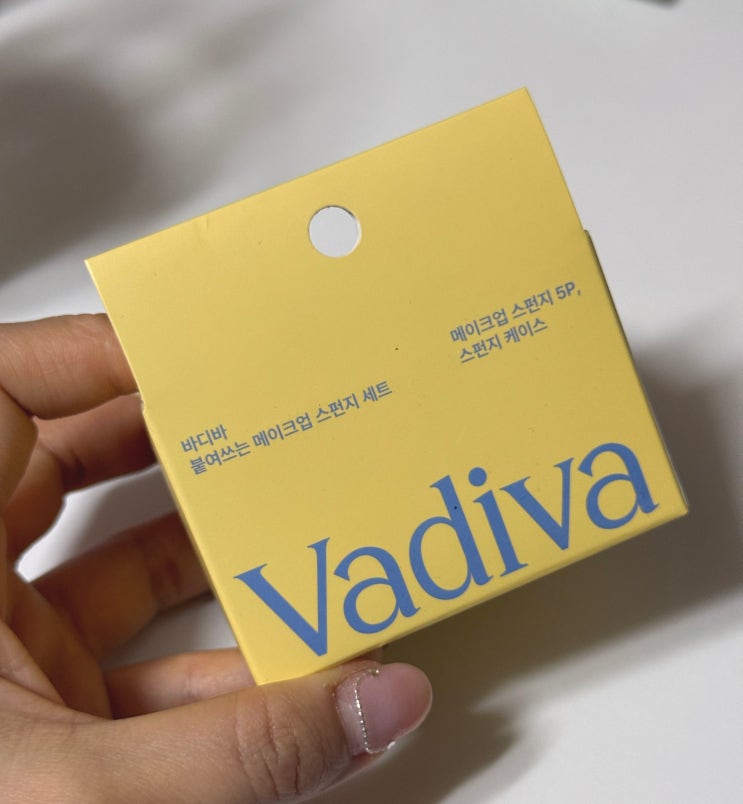 메이크업 스펀지 5P,
스펀지 케이스
바디바
붙여쓰는 메이크업 스펀지 세트
Vadiva